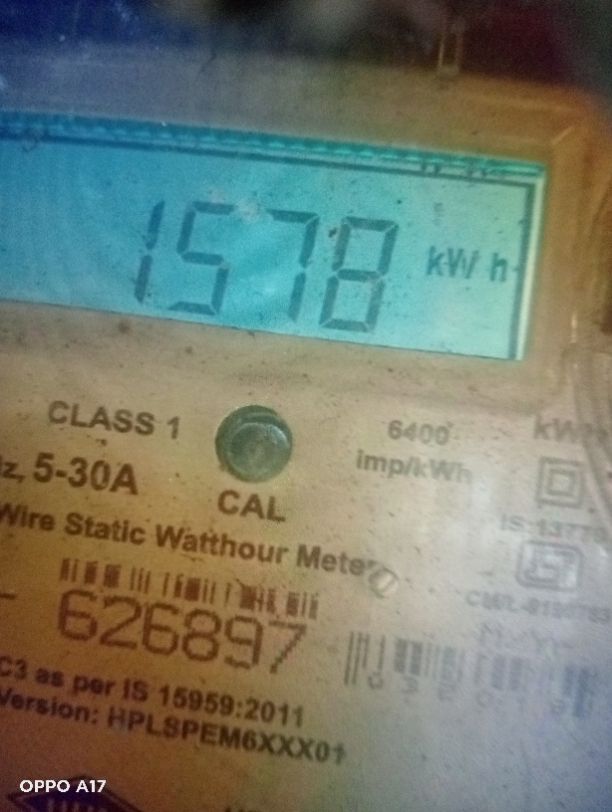 1578 kWh
CLASS 1
6400
imp/kWh
5-30A
CAL
Wire Static Watthour Meter
626897
C3 as per IS 15959:2011
Version: HPLSPEM6XXX01
OPPO A17